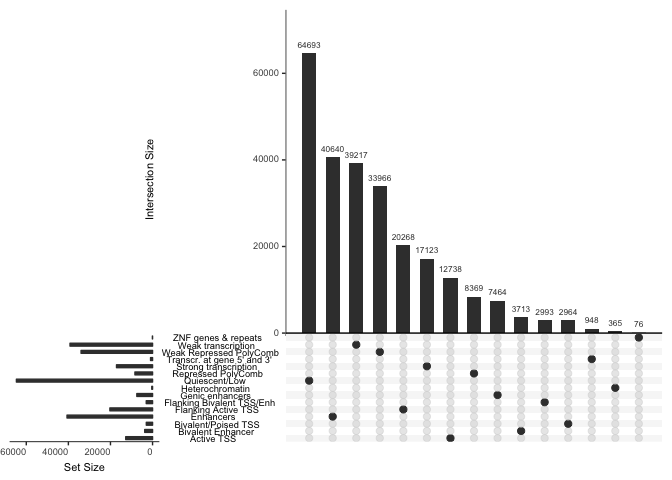 64693
60000
40640
39217
40000
33966
Intersection Size
20268
20000
17123
12738
8369
7464
3713
2993
2964
948
365
76
0
ZNF genes & repeats
Weak transcription
Weak Repressed PolyComb
Transcr. at gene 5' and 3'
Strong transcription
Repressed PolyComb
Quiescent/Low
Heterochromatin
Genic enhancers
Flanking Bivalent TSS/Enh
Flanking Active TSS
Enhancers
Bivalent/Poised TSS
Bivalent Enhancer
Active TSS
60000 40000 20000 0
Set Size